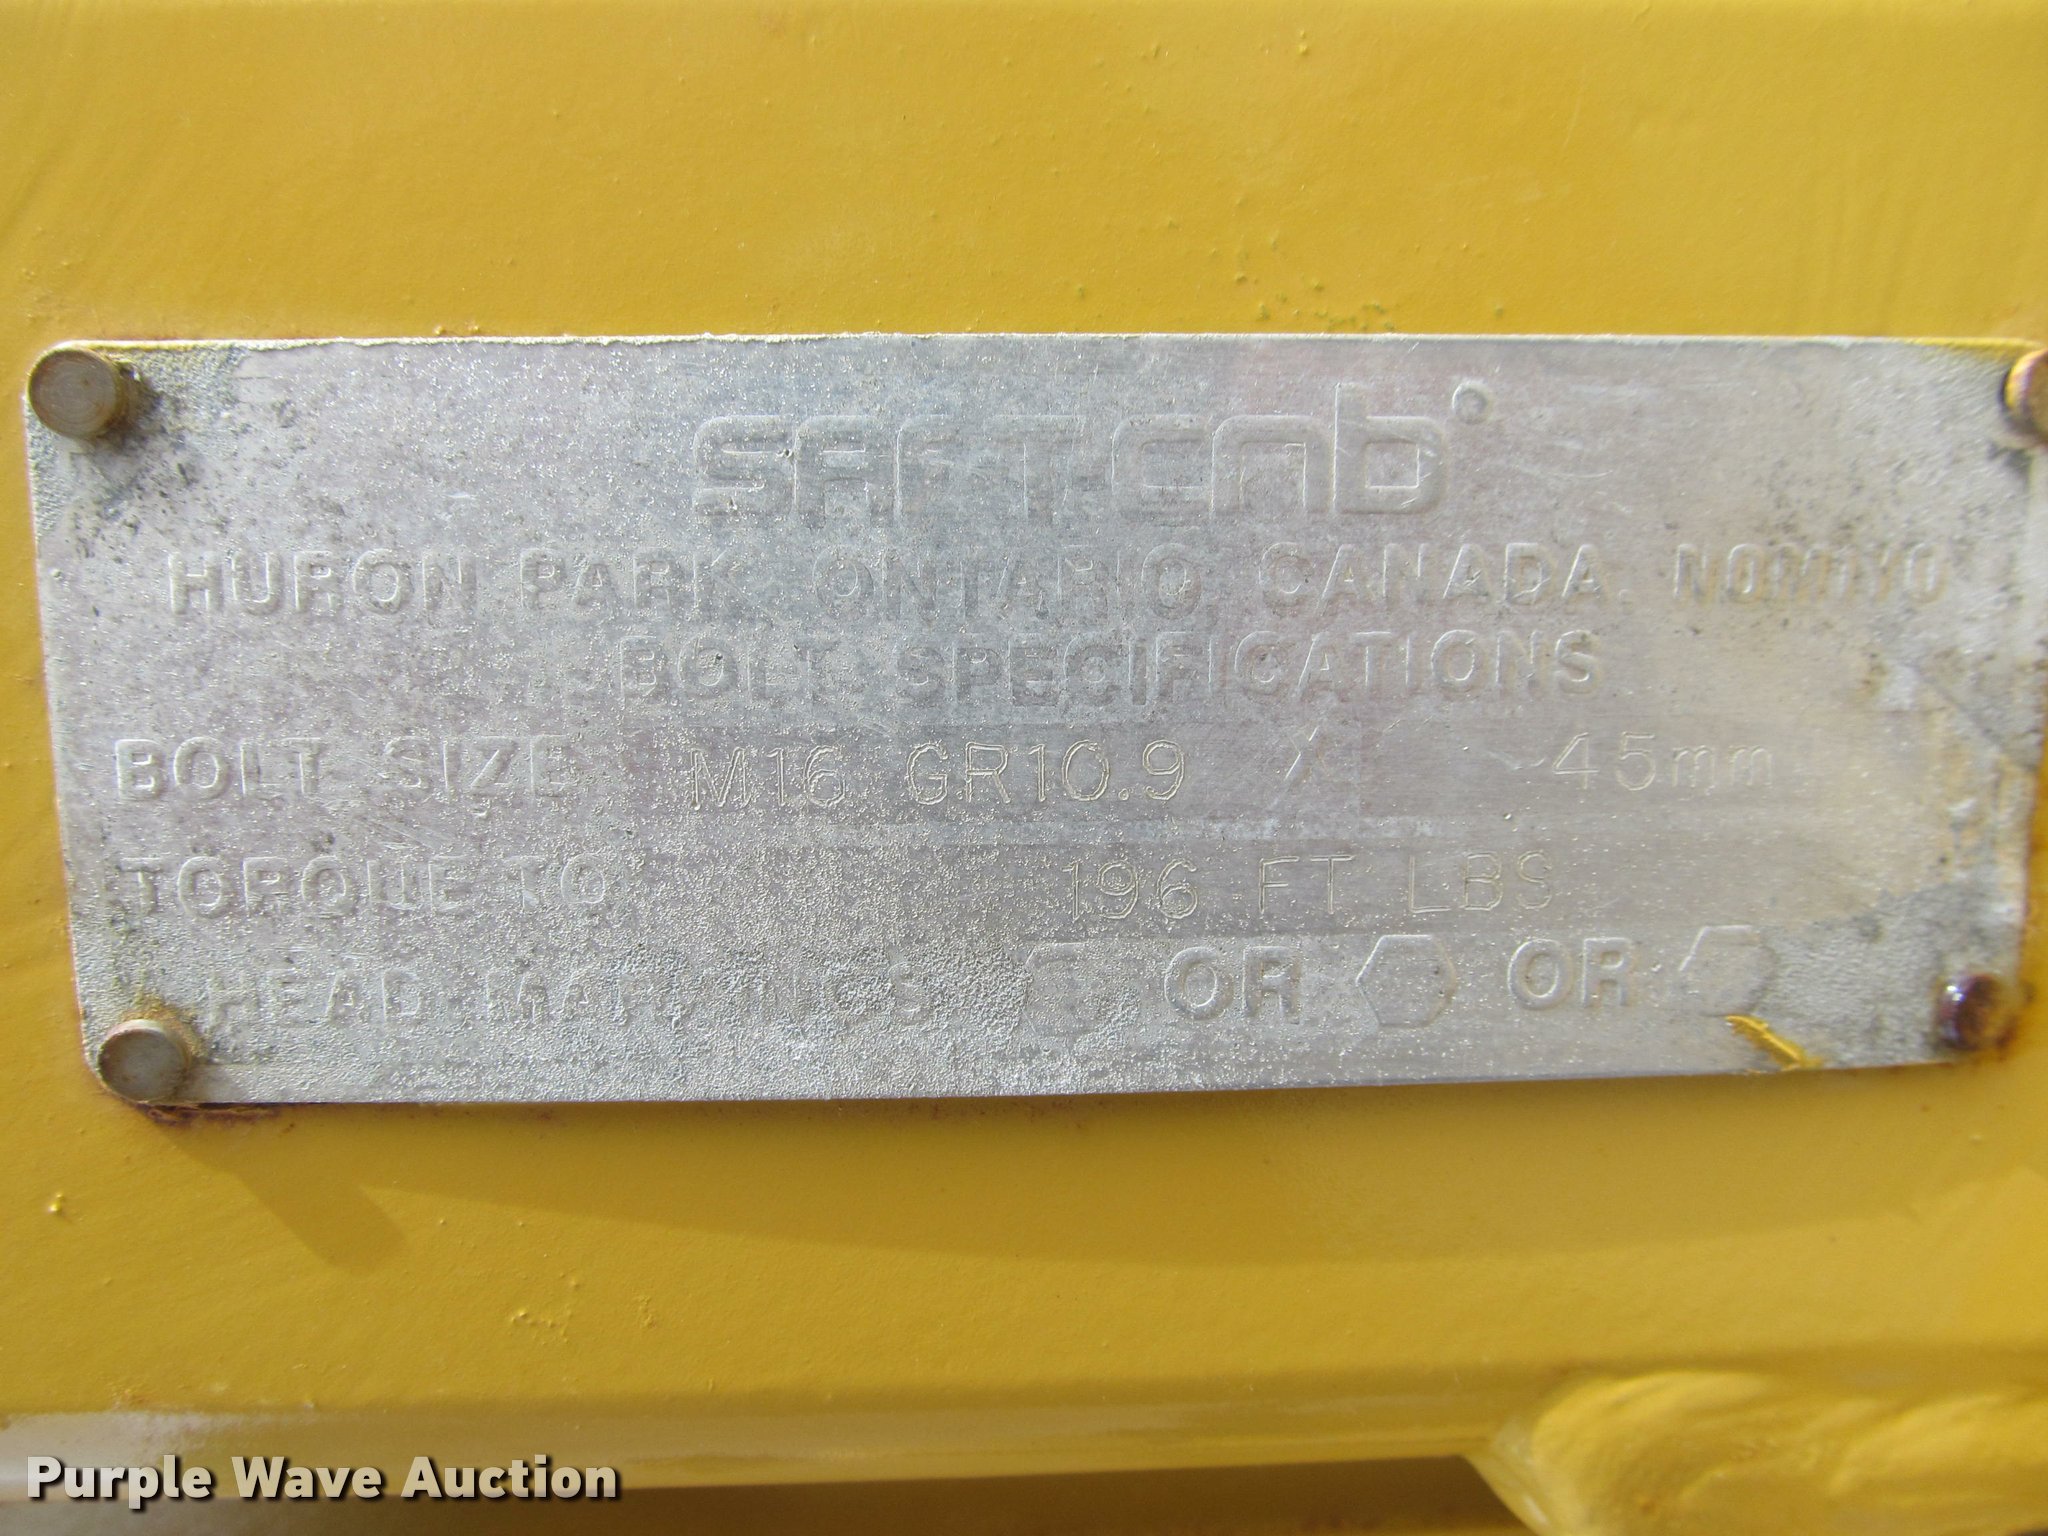 SAF-T-CAB
HURON PARK, ONTARIO, CANADA. N0M1Y0
BOLT SPECIFICATIONS
BOLT SIZE M16 GR10.9 X 45mm
TORQUE TO 196 FT LBS
HEAD MARKINGS OR OR
Purple Wave Auction